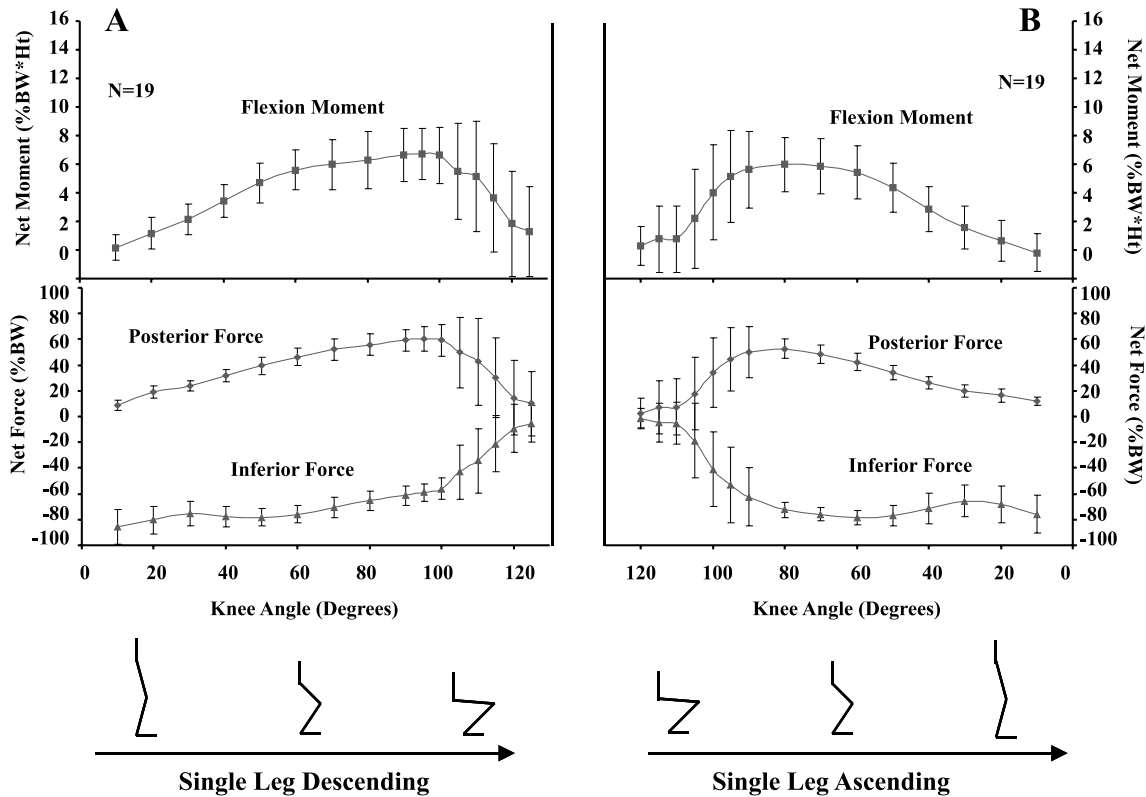 A
Net Moment (%BW*Ht)
16
14
12
10
8
6
4
2
0
N=19
Flexion Moment
Net Force (%BW)
100
80
60
40
20
0
-20
-40
-60
-80
-100
Posterior Force
Inferior Force
0 20 40 60 80 100 120
Knee Angle (Degrees)
Single Leg Descending
B
Net Moment (%BW*Ht)
16
14
12
10
8
6
4
2
0
N=19
Flexion Moment
Net Force (%BW)
100
80
60
40
20
0
-20
-40
-60
-80
-100
Posterior Force
Inferior Force
120 100 80 60 40 20 0
Knee Angle (Degrees)
Single Leg Ascending